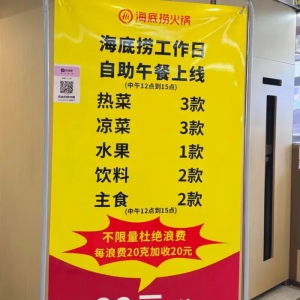 海底捞火锅
海底捞工作日
自助午餐上线
(中午12点到15点)
热菜 3款
凉菜 3款
水果 1款
饮料 2款
主食 2款
(中午12点到15点)
不限量杜绝浪费
每浪费20克加收20元